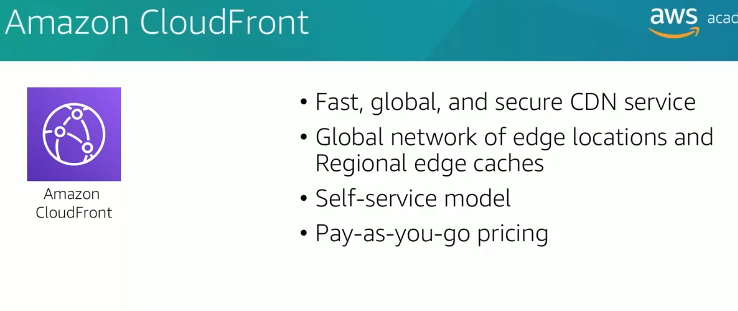 Amazon CloudFront
aws acad
• Fast, global, and secure CDN service
• Global network of edge locations and
Regional edge caches
• Self-service model
• Pay-as-you-go pricing
Amazon
CloudFront